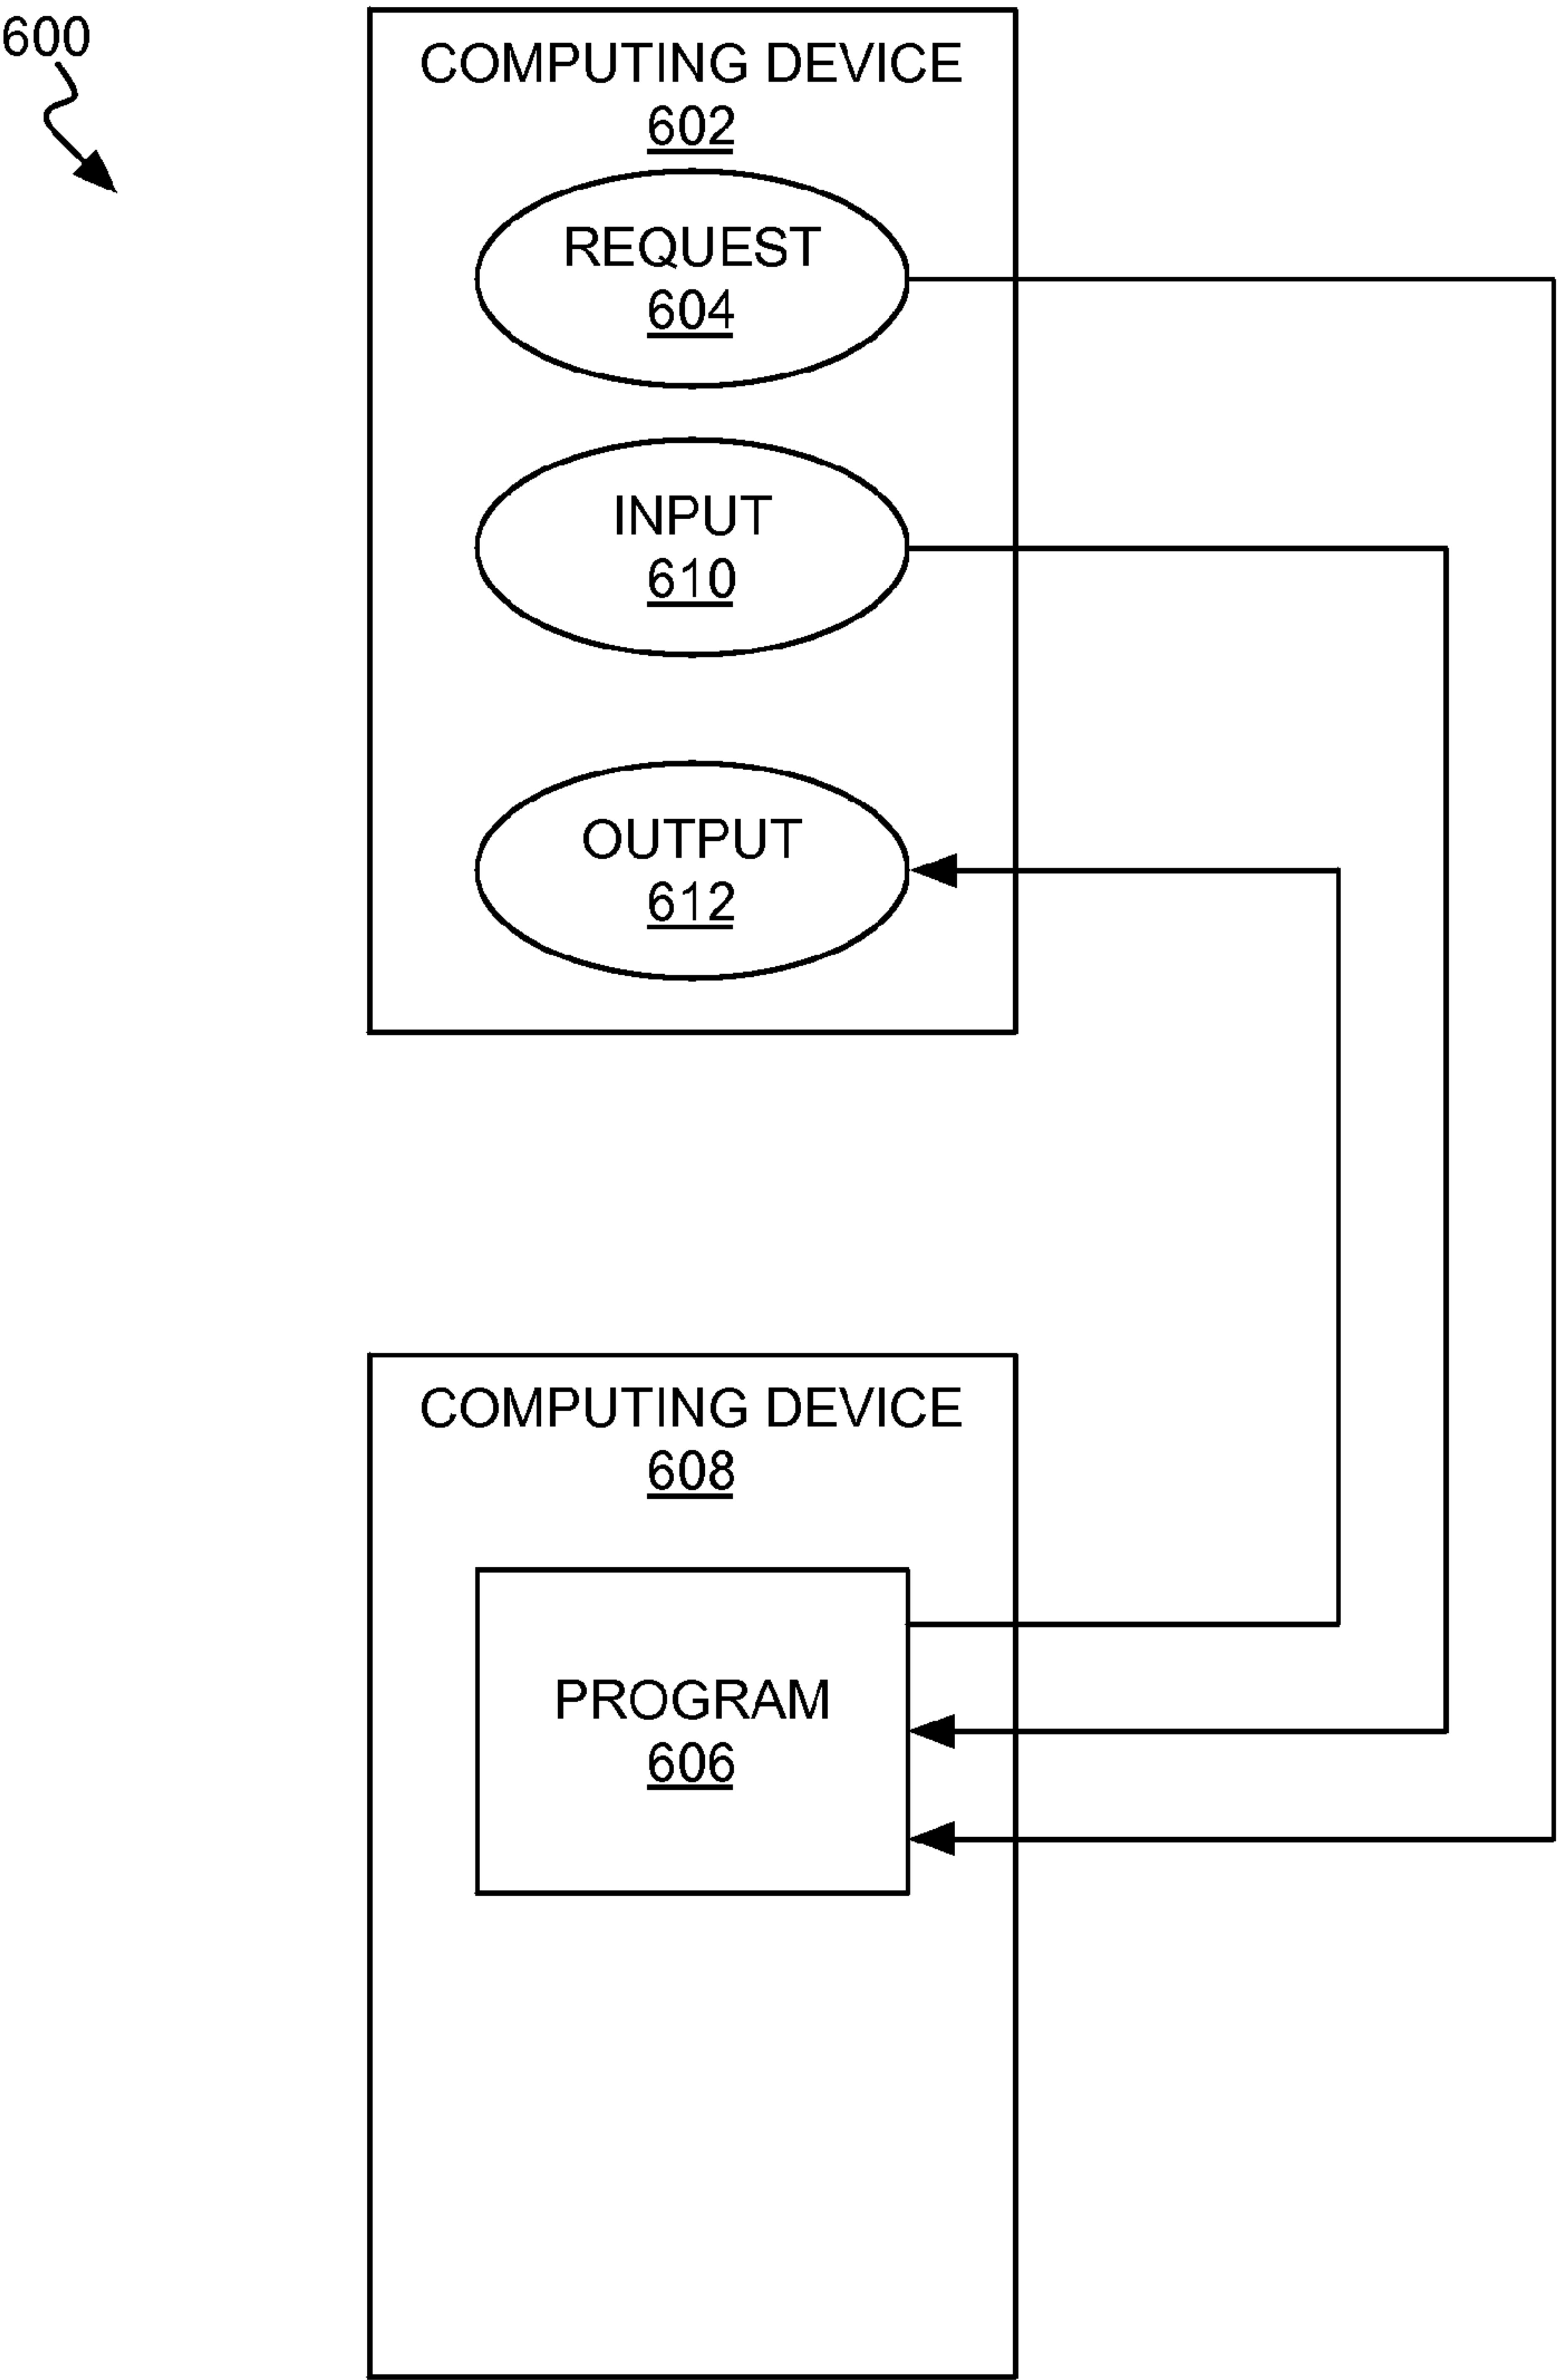 600
COMPUTING DEVICE
602
REQUEST
604
INPUT
610
OUTPUT
612
COMPUTING DEVICE
608
PROGRAM
606